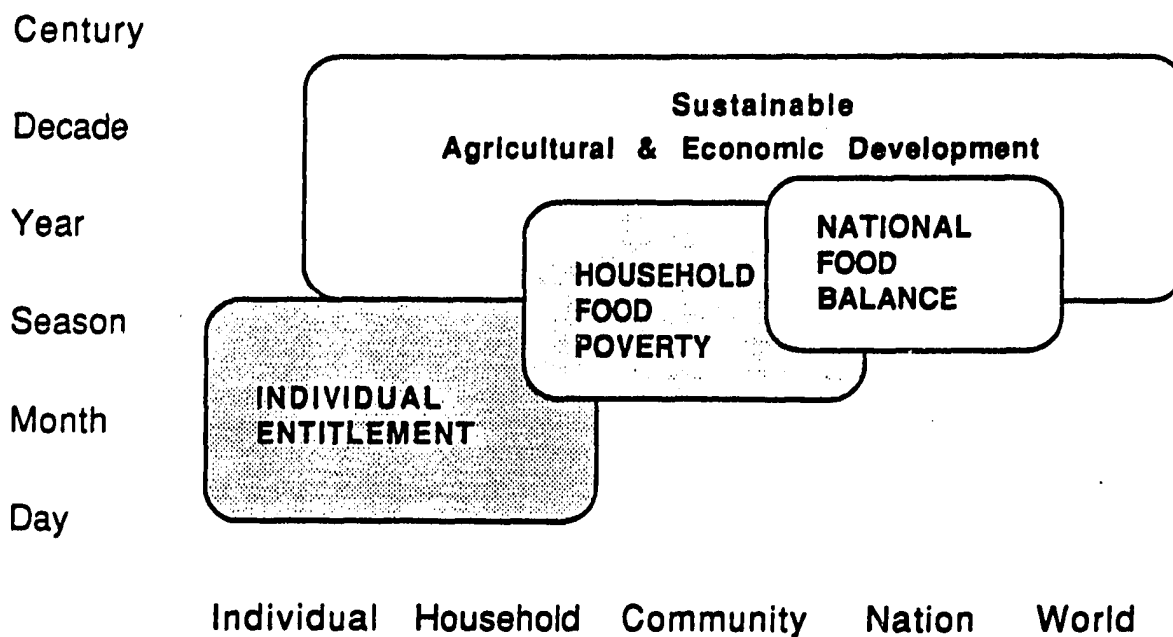 Century
Decade
Year
Season
Month
Day
Sustainable
Agricultural & Economic Development
NATIONAL
FOOD
BALANCE
HOUSEHOLD
FOOD
POVERTY
INDIVIDUAL
ENTITLEMENT
Individual Household Community Nation World